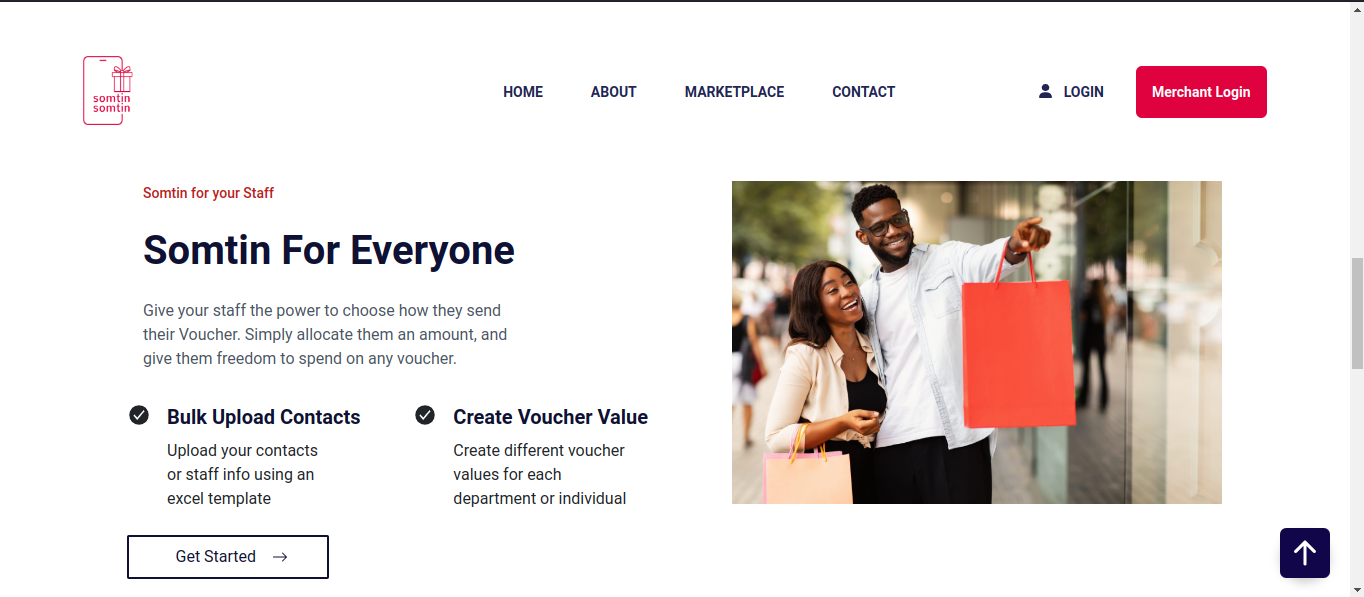 somtin
somtin
HOME
ABOUT
MARKETPLACE
CONTACT
LOGIN
Merchant Login
Somtin for your Staff
Somtin For Everyone
Give your staff the power to choose how they send
their Voucher. Simply allocate them an amount, and
give them freedom to spend on any voucher.
Bulk Upload Contacts
Upload your contacts
or staff info using an
excel template
Create Voucher Value
Create different voucher
values for each
department or individual
Get Started